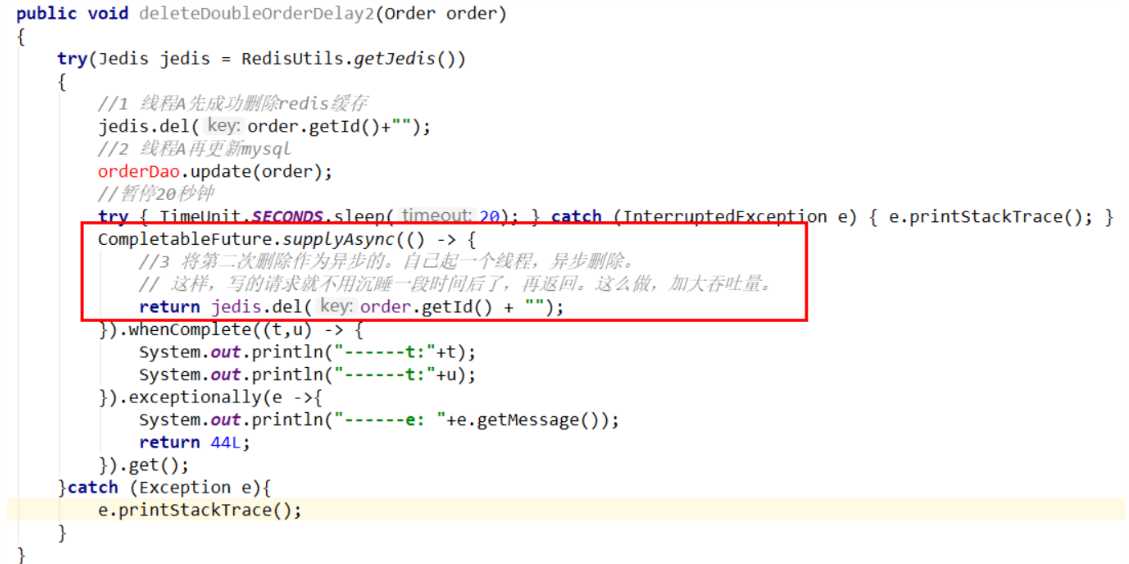 public void deleteDoubleOrderDelay2(Order order)
{
try(Jedis jedis = RedisUtils.getJedis())
{
//1 线程A先成功删除redis缓存
jedis.del( key: order.getId()+"");
//2 线程A再更新mysql
orderDao.update(order);
//暂停20秒钟
try { TimeUnit.SECONDS.sleep( timeout: 20); } catch (InterruptedException e) { e.printStackTrace(); }
CompletableFuture.supplyAsync(() -> {
//3 将第二次删除作为异步的。自己起一个线程，异步删除。
// 这样，写的请求就不用沉睡一段时间后了，再返回。这么做，加大吞吐量。
return jedis.del( key: order.getId() + "");
}).whenComplete((t,u) -> {
System.out.println("------t:"+t);
System.out.println("------t:"+u);
}).exceptionally(e ->{
System.out.println("------e: "+e.getMessage());
return 44L;
}).get();
}catch (Exception e){
e.printStackTrace();
}
}